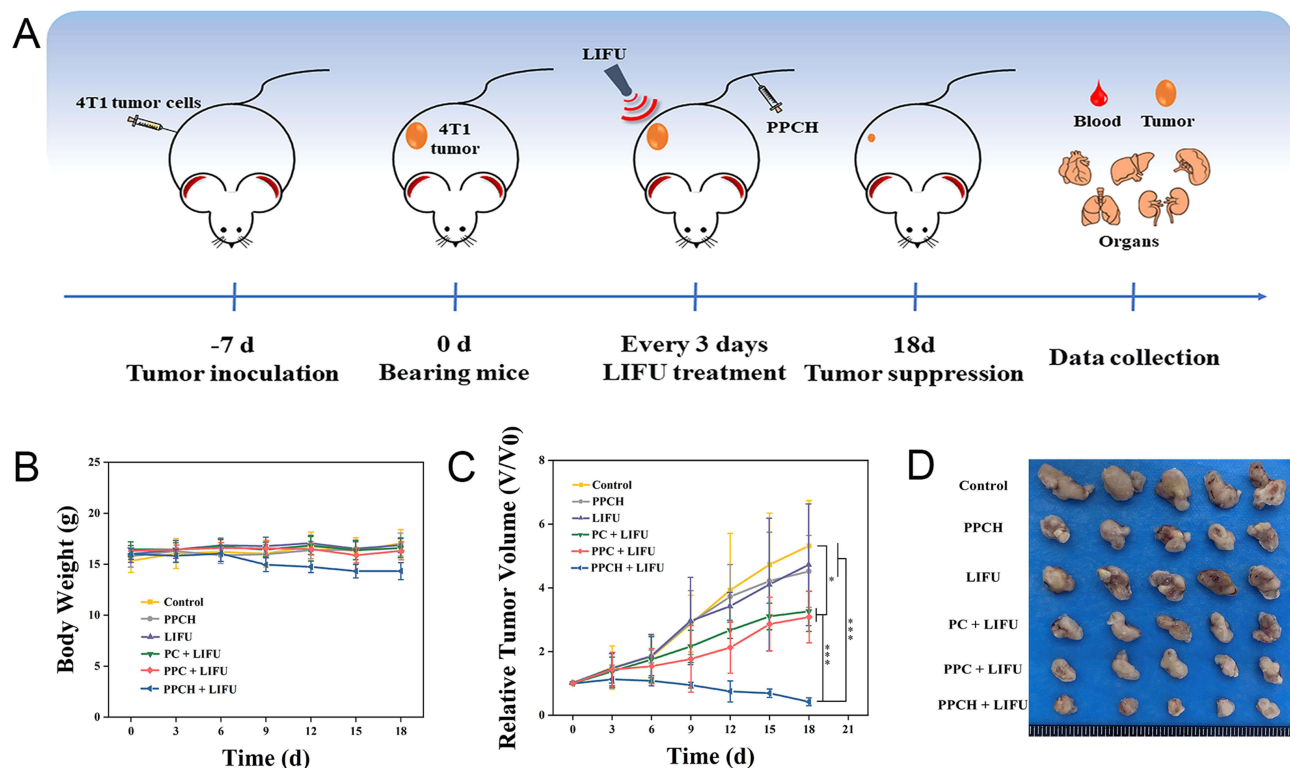 A
4T1 tumor cells
4T1
tumor
LIFU
PPCH
Blood
Tumor
Organs
-7 d
Tumor inoculation
0 d
Bearing mice
Every 3 days
LIFU treatment
18d
Tumor suppression
Data collection
B
Body Weight (g)
25
20
15
10
5
0
Control
PPCH
LIFU
PC + LIFU
PPC + LIFU
PPCH + LIFU
0 3 6 9 12 15 18
Time (d)
C
Relative Tumor Volume (V/V0)
8
6
4
2
0
Control
PPCH
LIFU
PC + LIFU
PPC + LIFU
PPCH + LIFU
*
***
***
0 3 6 9 12 15 18 21
Time (d)
D
Control
PPCH
LIFU
PC + LIFU
PPC + LIFU
PPCH + LIFU